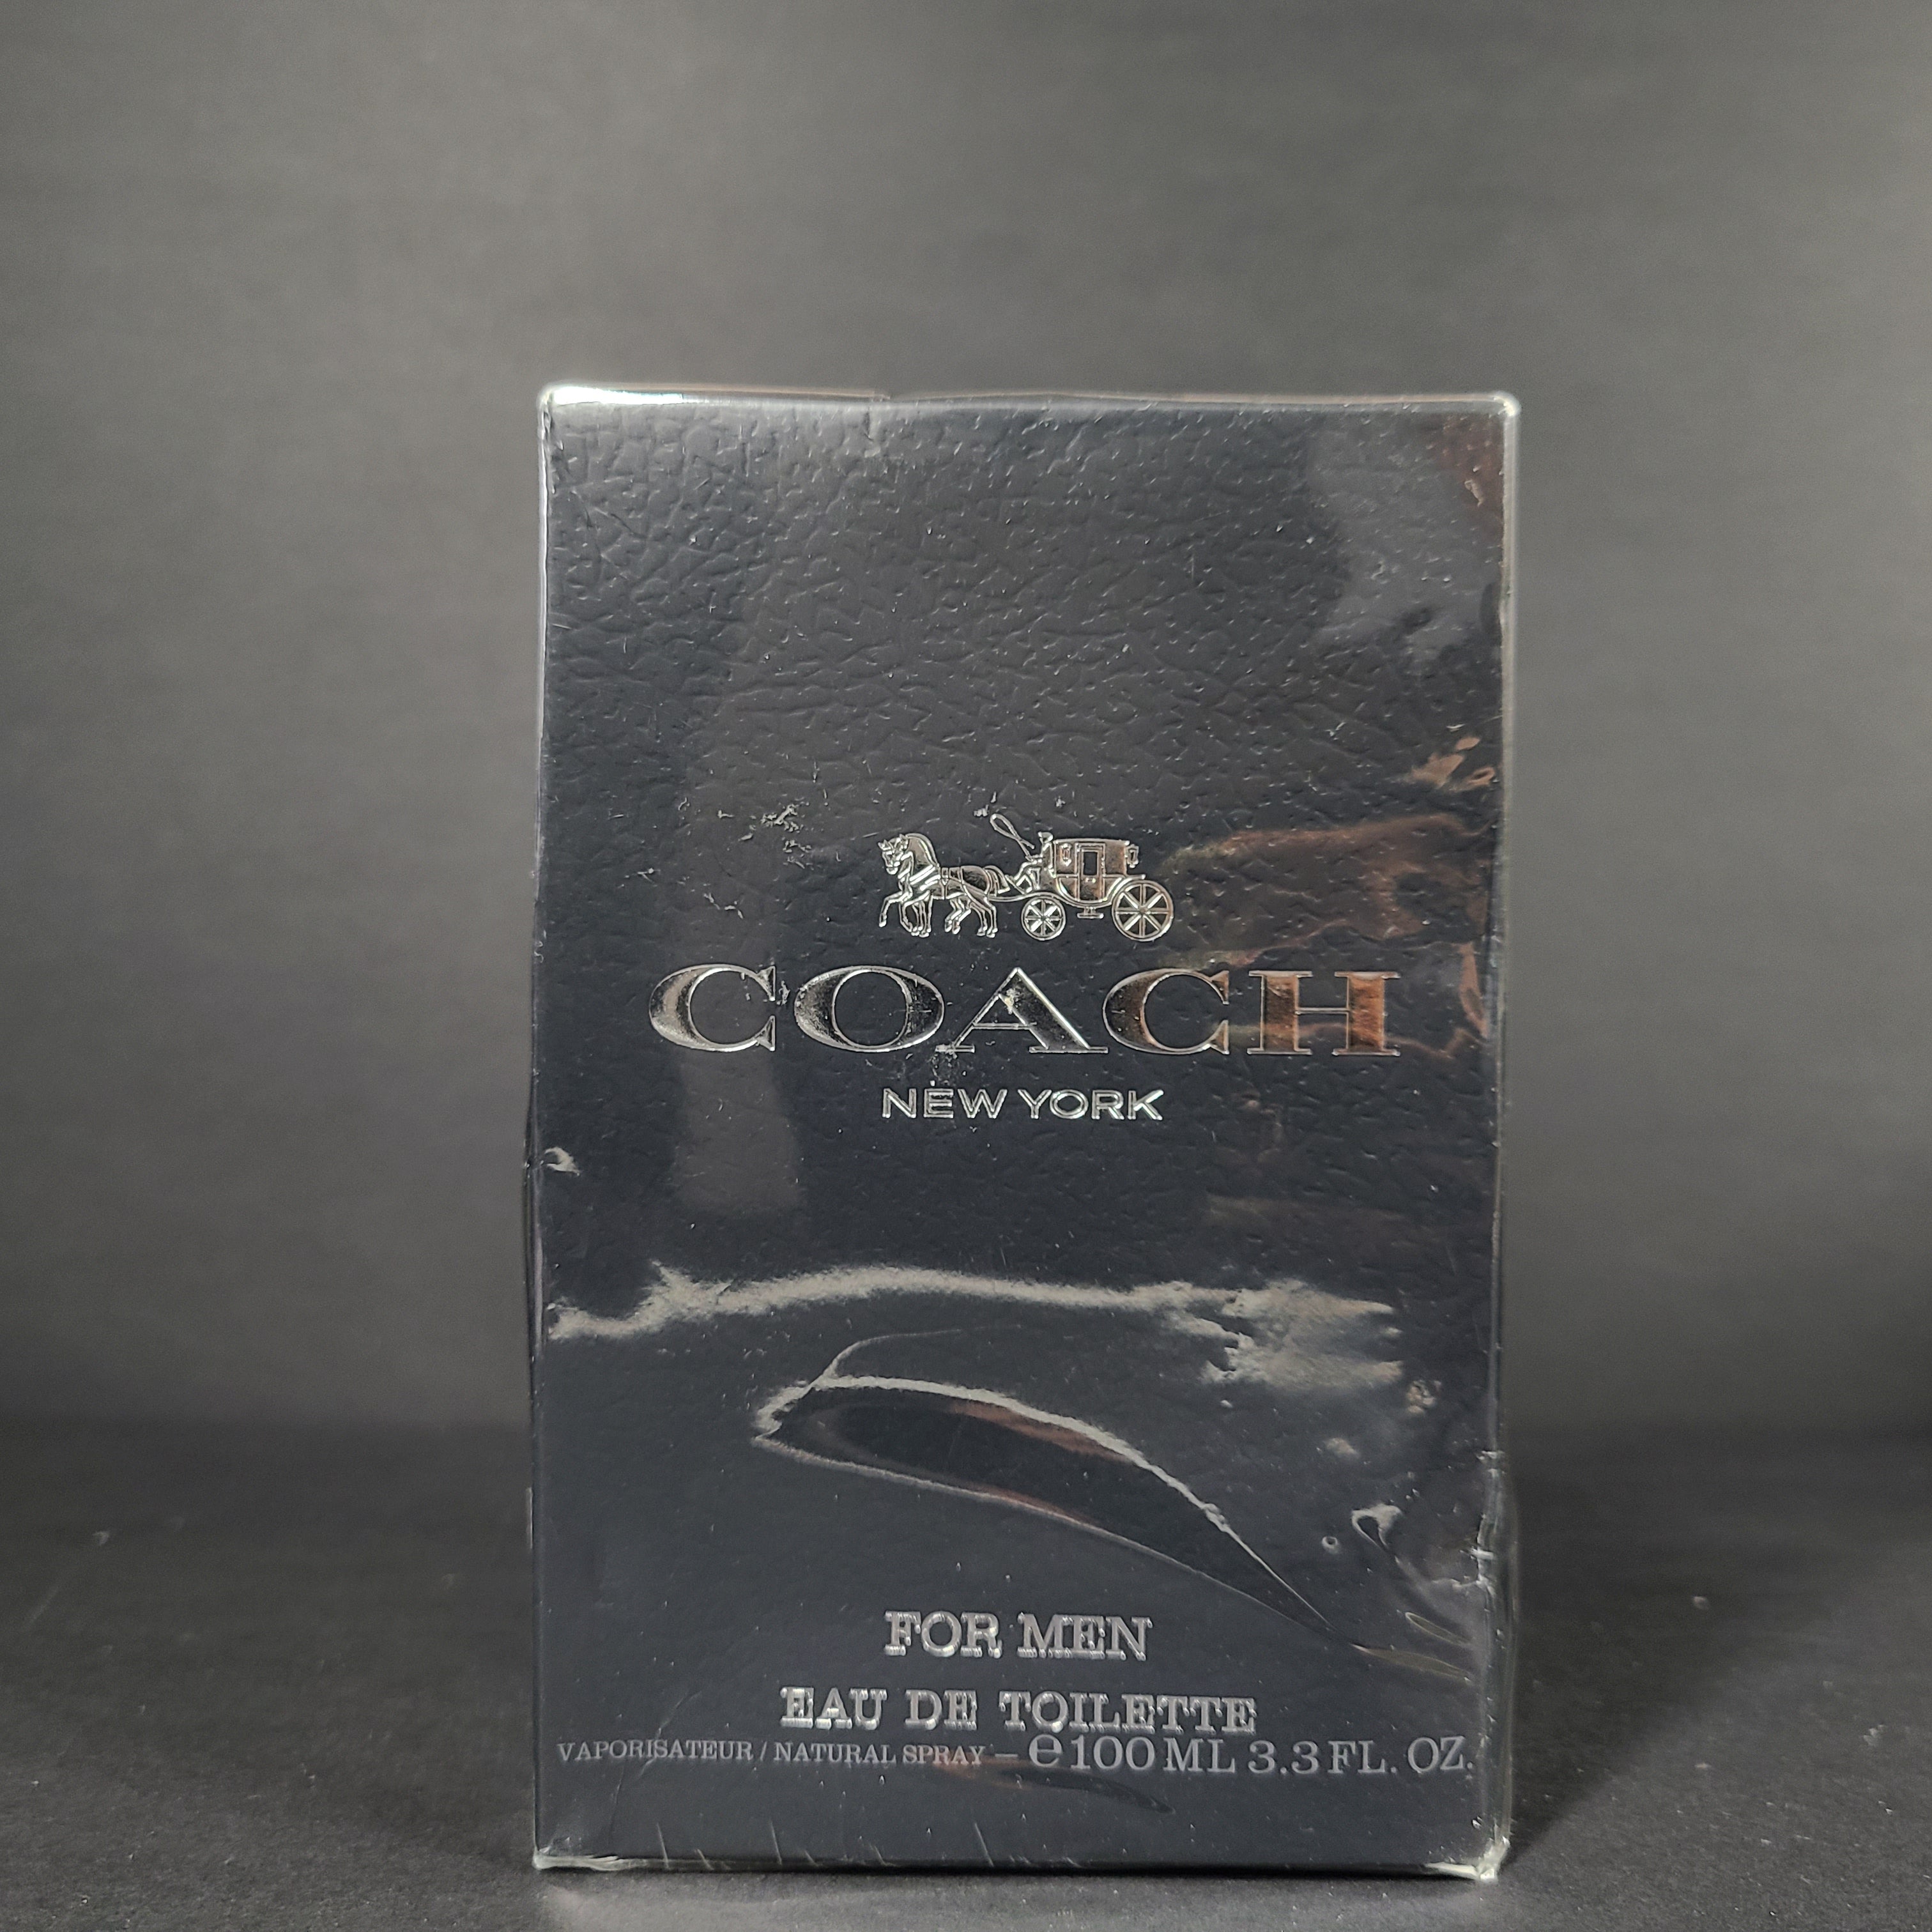 COACH
NEW YORK
FOR MEN
EAU DE TOILETTE
VAPORISATEUR / NATURAL SPRAY – ℮ 100 ML 3.3 FL. OZ.